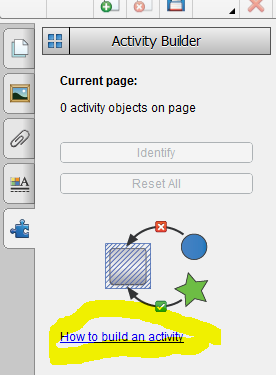 Activity Builder
Current page:
0 activity objects on page
Identify
Reset All
How to build an activity